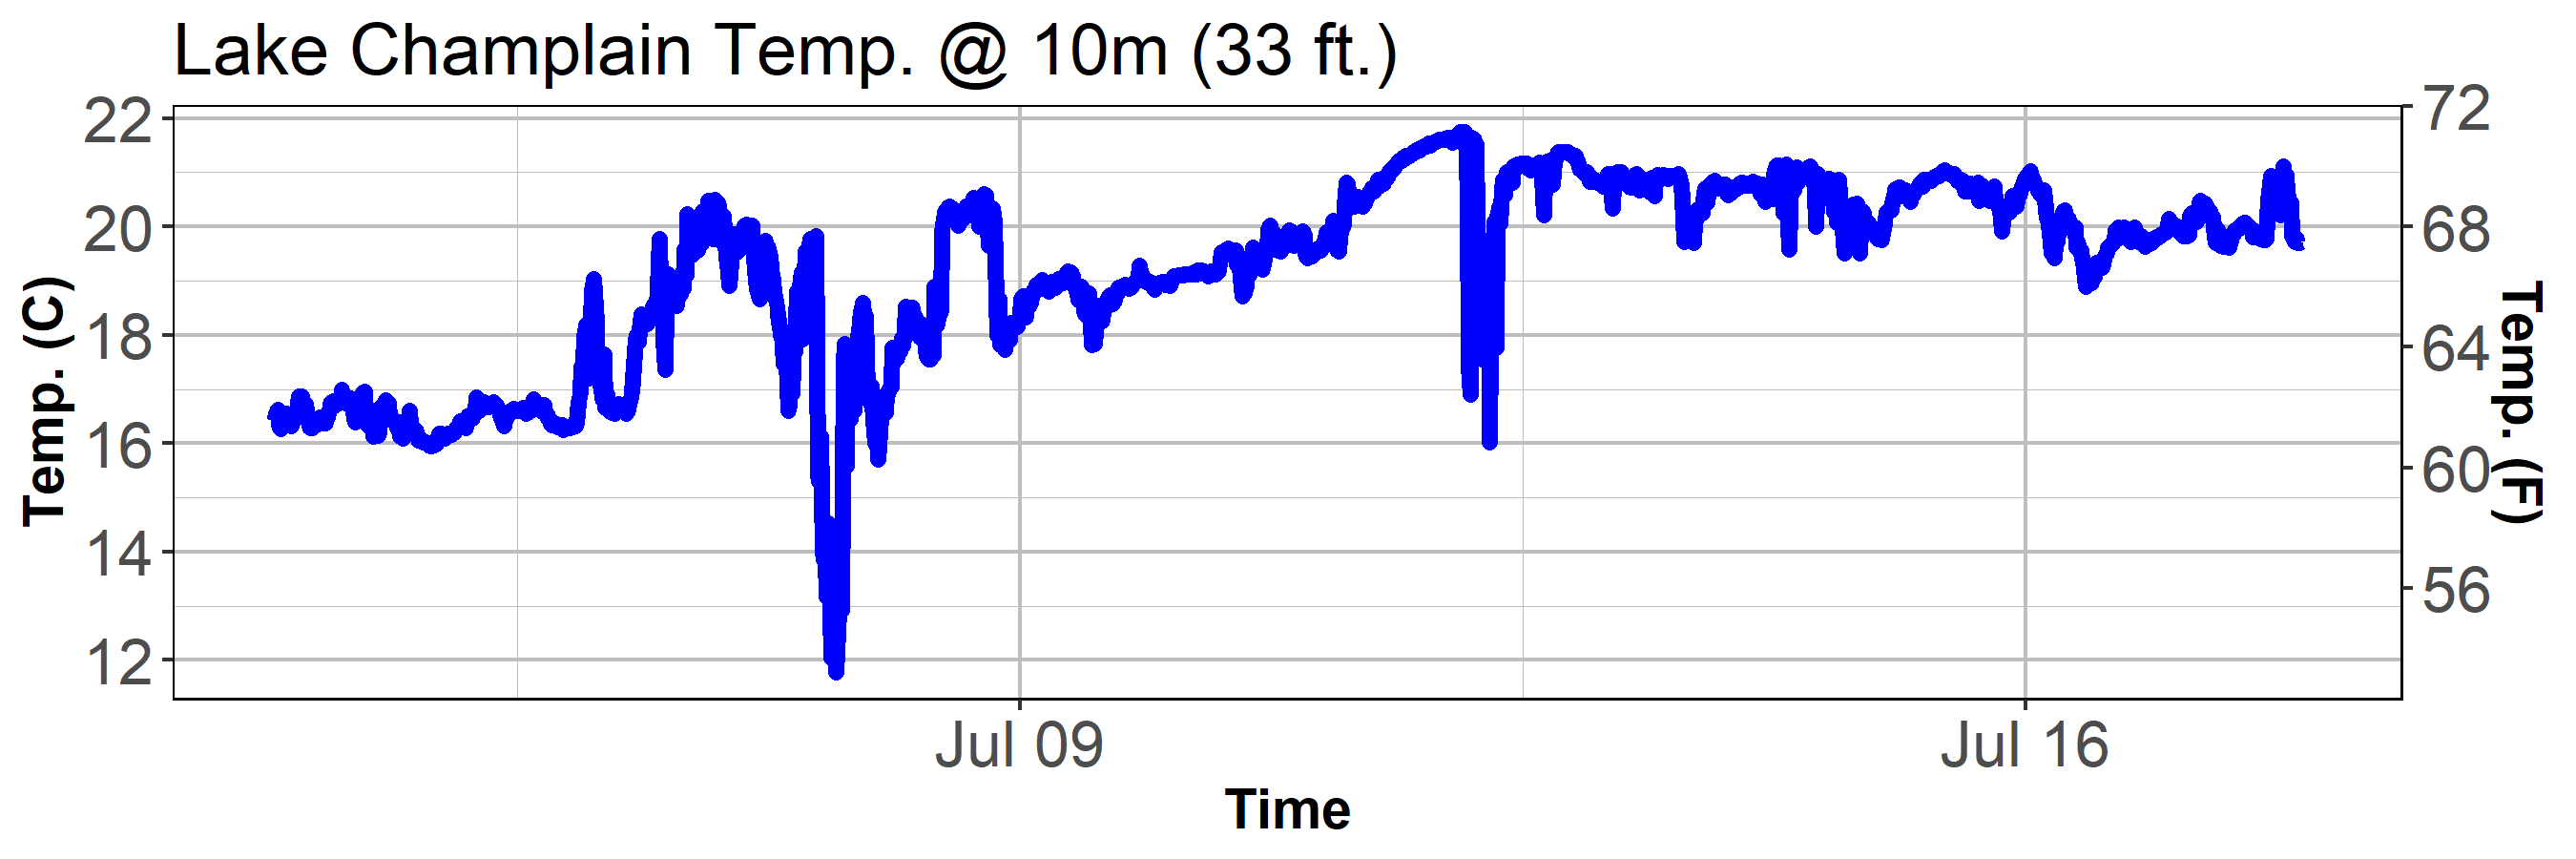 Lake Champlain Temp. @ 10m (33 ft.)
Temp. (C)
22
20
18
16
14
12
72
68
64
60
56
Temp. (F)
Jul 09
Jul 16
Time